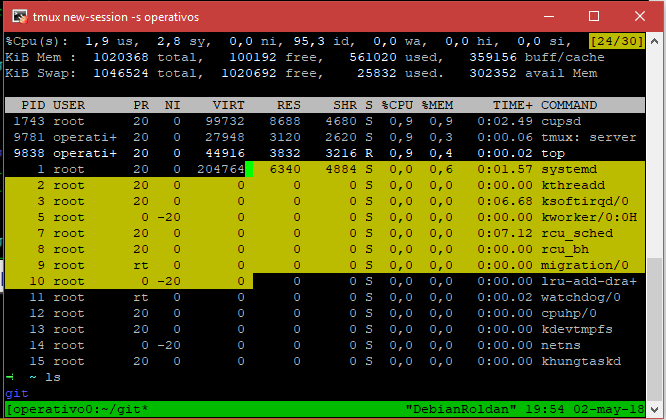 tmux new-session -s operativos
%Cpu(s):  1,9 us,  2,8 sy,  0,0 ni, 95,3 id,  0,0 wa,  0,0 hi,  0,0 si,  [24/30]
KiB Mem :  1020368 total,   100192 free,   561020 used,   359156 buff/cache
KiB Swap:  1046524 total,  1020692 free,    25832 used.   302352 avail Mem
PID USER      PR  NI    VIRT    RES    SHR S %CPU %MEM     TIME+ COMMAND
1743 root      20   0   99732   8688   4680 S  0,9  0,9   0:02.49 cupsd
9781 operati+  20   0   27948   3120   2620 S  0,9  0,3   0:00.06 tmux: server
9838 operati+  20   0   44916   3832   3216 R  0,9  0,4   0:00.02 top
1 root      20   0  204764   6340   4884 S  0,0  0,6   0:01.57 systemd
2 root      20   0       0      0      0 S  0,0  0,0   0:00.00 kthreadd
3 root      20   0       0      0      0 S  0,0  0,0   0:06.68 ksoftirqd/0
5 root       0 -20       0      0      0 S  0,0  0,0   0:00.00 kworker/0:0H
7 root      20   0       0      0      0 S  0,0  0,0   0:07.12 rcu_sched
8 root      20   0       0      0      0 S  0,0  0,0   0:00.00 rcu_bh
9 root      rt   0       0      0      0 S  0,0  0,0   0:00.00 migration/0
10 root       0 -20       0      0      0 S  0,0  0,0   0:00.00 lru-add-dra+
11 root      rt   0       0      0      0 S  0,0  0,0   0:00.02 watchdog/0
12 root      20   0       0      0      0 S  0,0  0,0   0:00.00 cpuhp/0
13 root      20   0       0      0      0 S  0,0  0,0   0:00.00 kdevtmpfs
14 root       0 -20       0      0      0 S  0,0  0,0   0:00.00 netns
15 root      20   0       0      0      0 S  0,0  0,0   0:00.00 khungtaskd
~ ls
git
[operativo0:~/git*                "DebianRoldan" 19:54 02-may-18